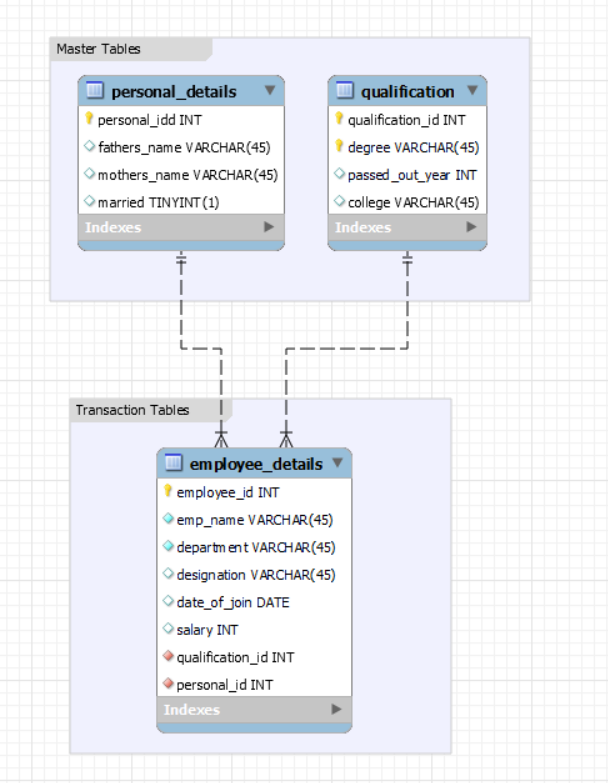 Master Tables
personal_details
personal_idd INT
fathers_name VARCHAR(45)
mothers_name VARCHAR(45)
married TINYINT(1)
Indexes
qualification
qualification_id INT
degree VARCHAR(45)
passed_out_year INT
college VARCHAR(45)
Indexes
Transaction Tables
employee_details
employee_id INT
emp_name VARCHAR(45)
department VARCHAR(45)
designation VARCHAR(45)
date_of_join DATE
salary INT
qualification_id INT
personal_id INT
Indexes